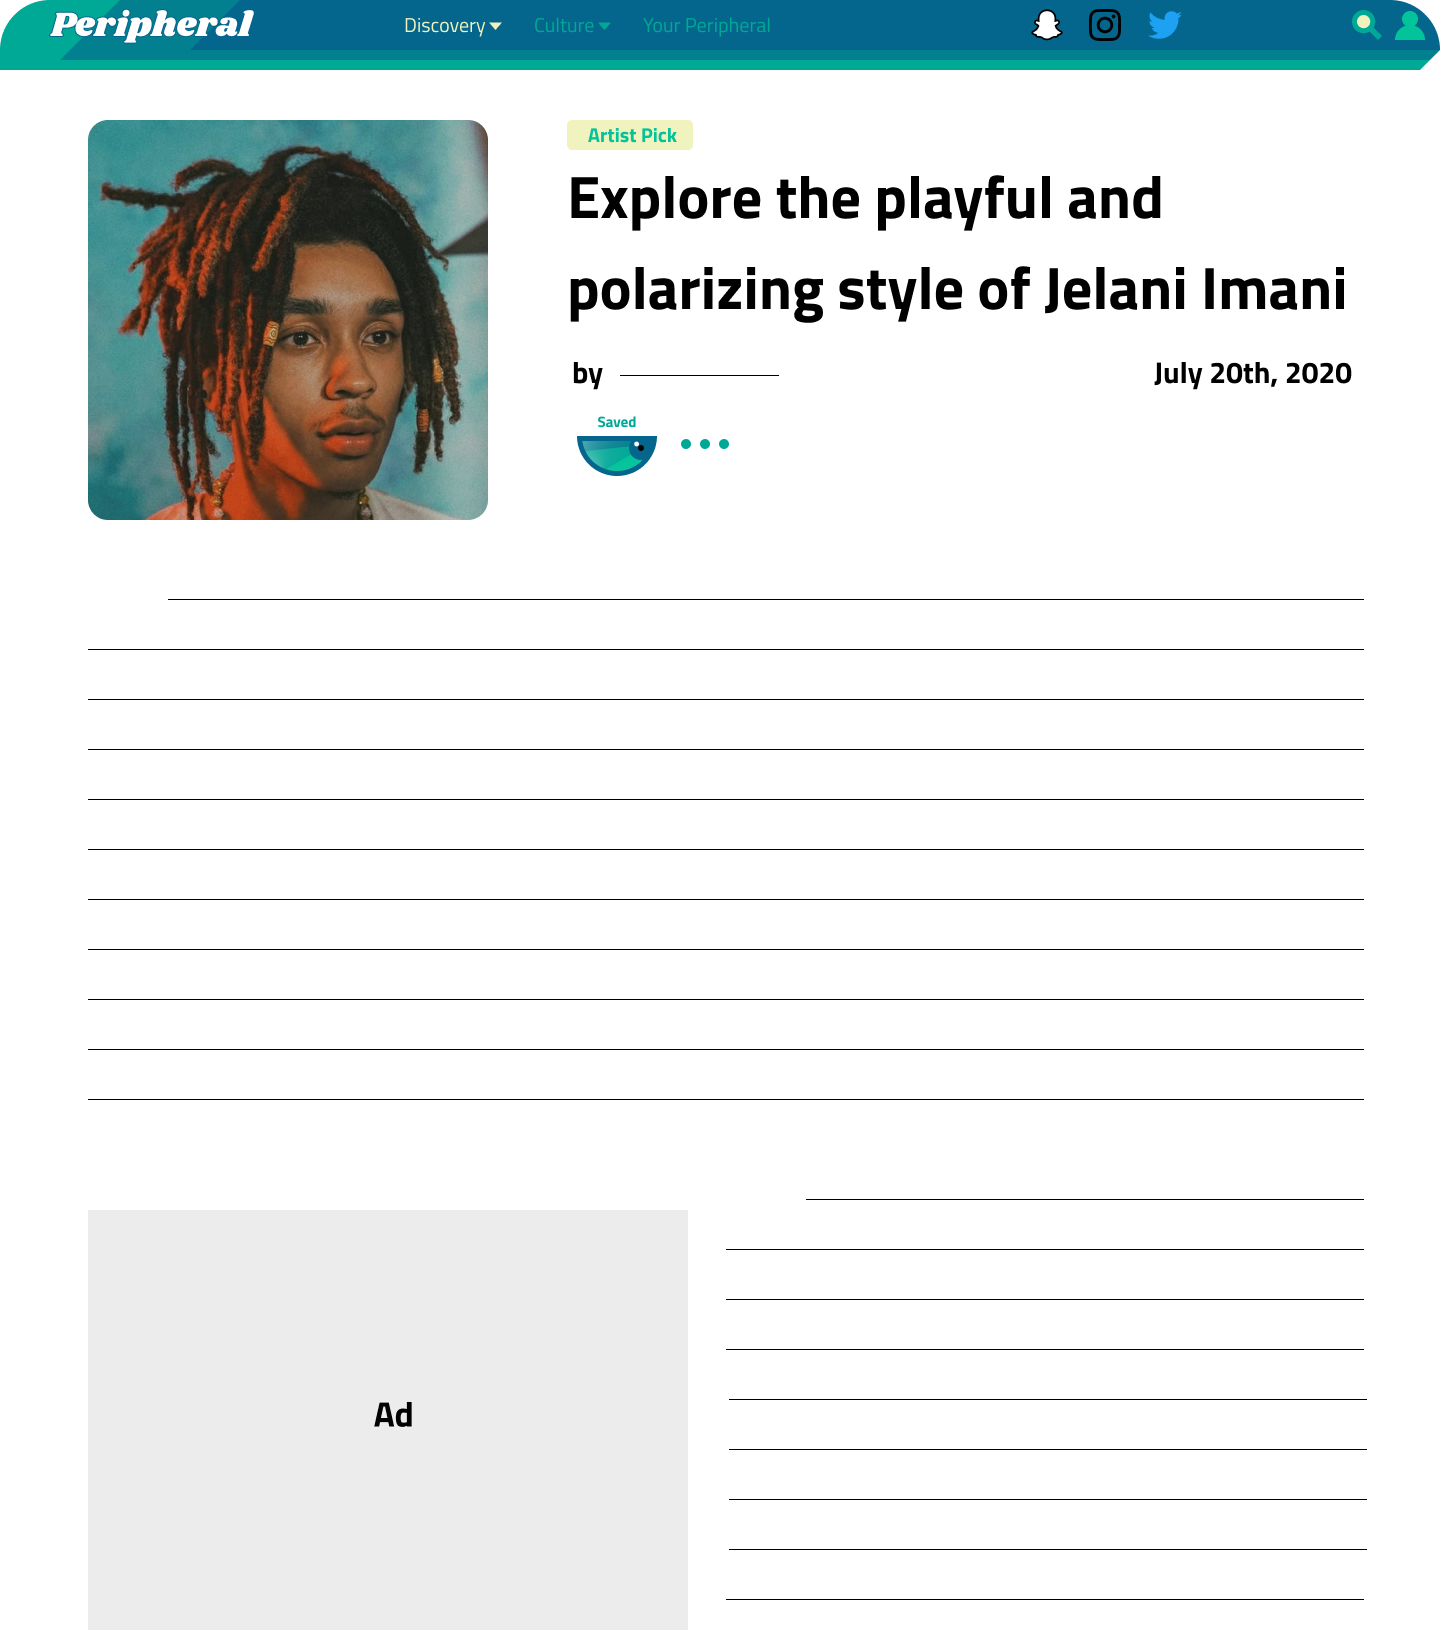 Peripheral
Discovery
Culture
Your Peripheral
Artist Pick
Explore the playful and
polarizing style of Jelani Imani
by
July 20th, 2020
Saved
Ad